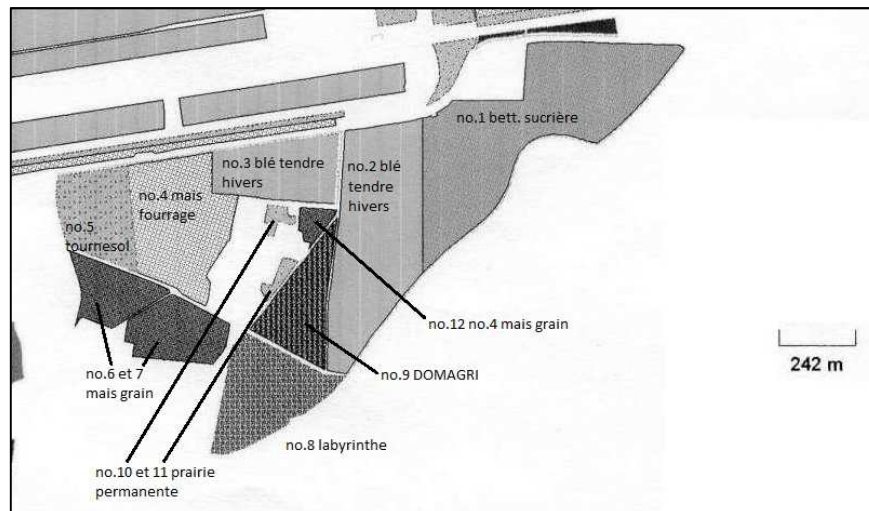 no.1 bett. sucrière
no.3 blé tendre
hivers
no.2 blé
tendre
hivers
no.4 mais
fourrage
no.5
tournesol
no.12 no.4 mais grain
242 m
no.6 et 7
mais grain
no.9 DOMAGRI
no.8 labyrinthe
no.10 et 11 prairie
permanente